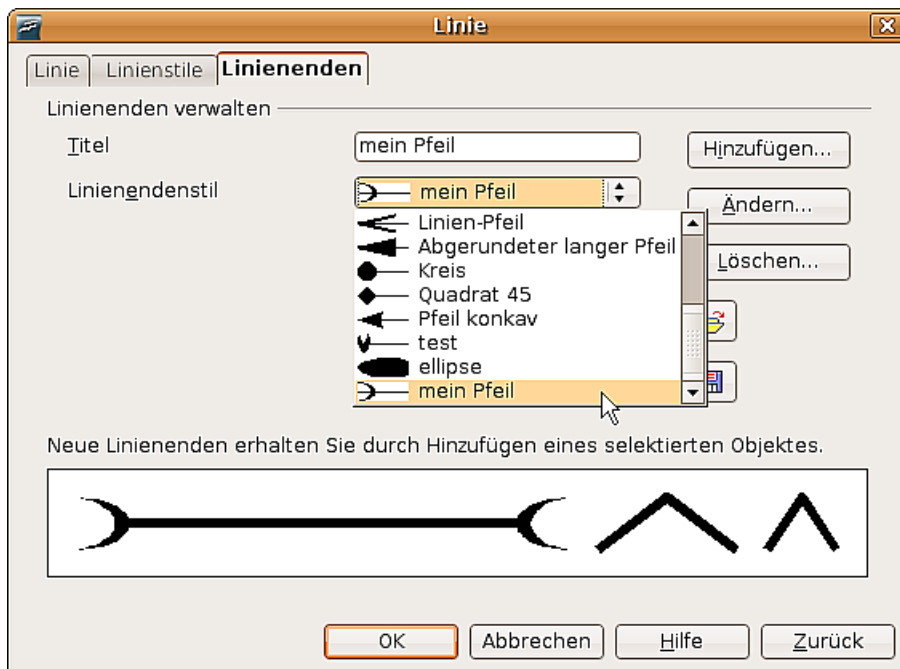 Linie
Linie Linienstile Linienenden
Linienenden verwalten
Titel mein Pfeil Hinzufügen...
Linienendenstil mein Pfeil Ändern...
Linien-Pfeil
Abgerundeter langer Pfeil
Löschen...
Kreis
Quadrat 45
Pfeil konkav
test
ellipse
mein Pfeil
Neue Linienenden erhalten Sie durch Hinzufügen eines selektierten Objektes.
OK Abbrechen Hilfe Zurück